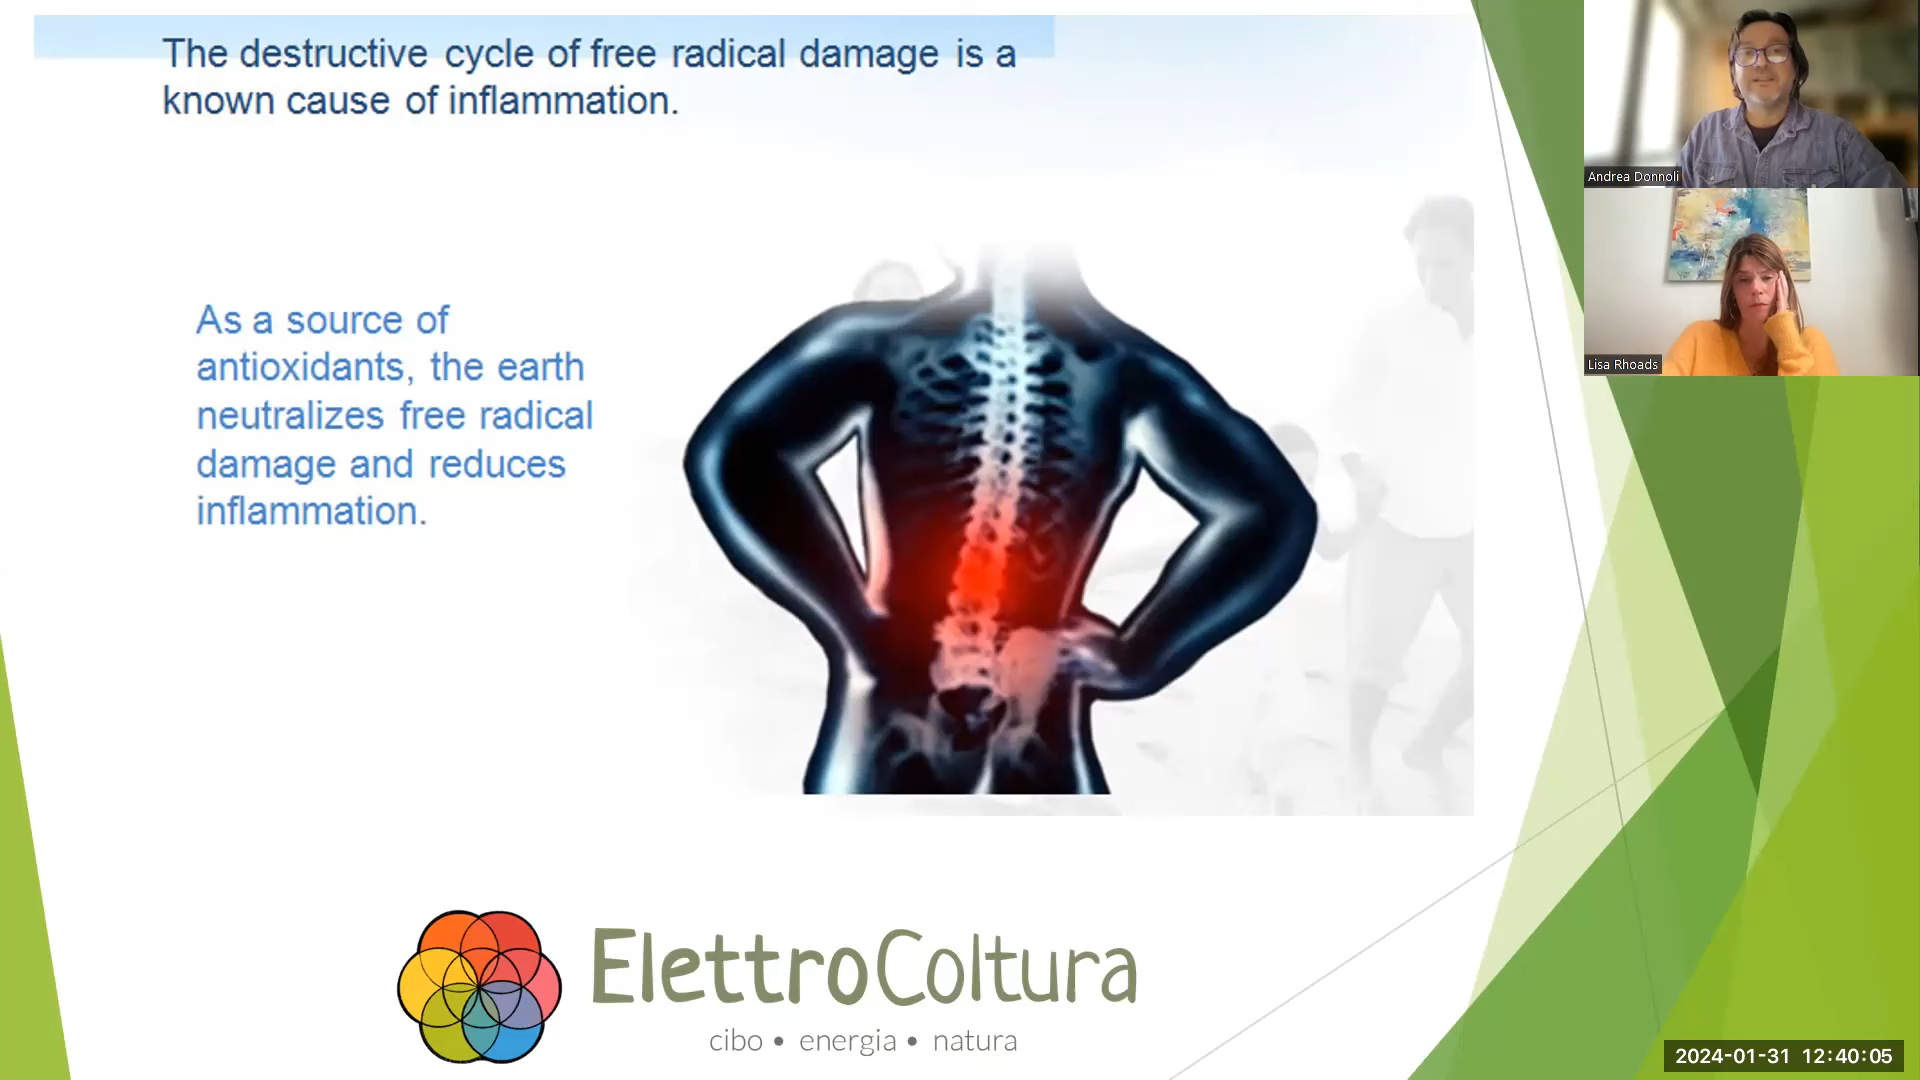 The destructive cycle of free radical damage is a
known cause of inflammation.
As a source of
antioxidants, the earth
neutralizes free radical
damage and reduces
inflammation.
ElettroColtura
cibo • energia • natura
Andrea Donnoli
Lisa Rhoads
2024-01-31 12:40:05